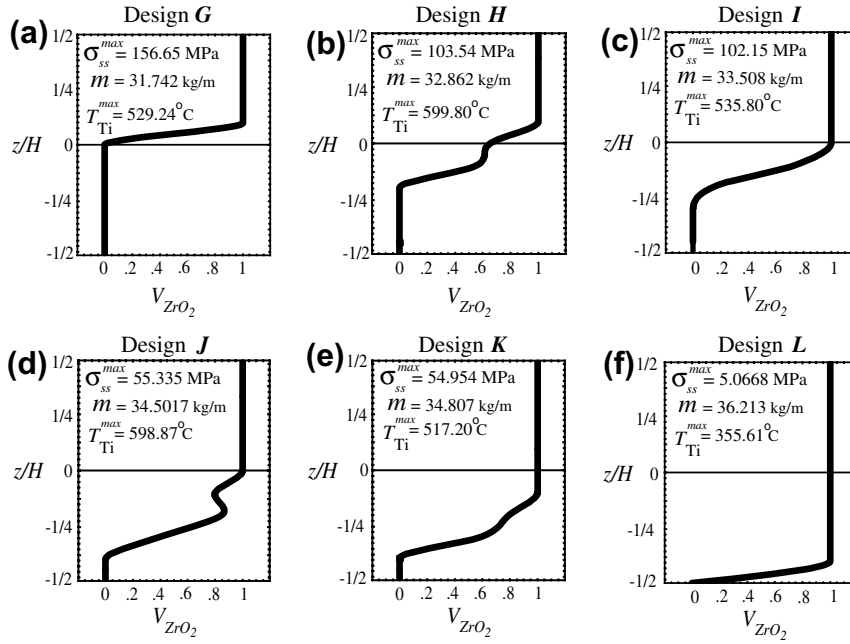 Design G
(a)
σ_ss^max = 156.65 MPa
m = 31.742 kg/m
T_Ti^max = 529.24°C
z/H
1/2
1/4
0
-1/4
-1/2
0 .2 .4 .6 .8 1
V_ZrO2
Design H
(b)
σ_ss^max = 103.54 MPa
m = 32.862 kg/m
T_Ti^max = 599.80°C
1/2
1/4
0
-1/4
-1/2
0 .2 .4 .6 .8 1
V_ZrO2
Design I
(c)
σ_ss^max = 102.15 MPa
m = 33.508 kg/m
T_Ti^max = 535.80°C
z/H
1/2
1/4
0
-1/4
-1/2
0 .2 .4 .6 .8 1
V_ZrO2
Design J
(d)
σ_ss^max = 55.335 MPa
m = 34.5017 kg/m
T_Ti^max = 598.87°C
z/H
1/2
1/4
0
-1/4
-1/2
0 .2 .4 .6 .8 1
V_ZrO2
Design K
(e)
σ_ss^max = 54.954 MPa
m = 34.807 kg/m
T_Ti^max = 517.20°C
z/H
1/2
1/4
0
-1/4
-1/2
0 .2 .4 .6 .8 1
V_ZrO2
Design L
(f)
σ_ss^max = 5.0668 MPa
m = 36.213 kg/m
T_Ti^max = 355.61°C
z/H
1/2
1/4
0
-1/4
-1/2
0 .2 .4 .6 .8 1
V_ZrO2